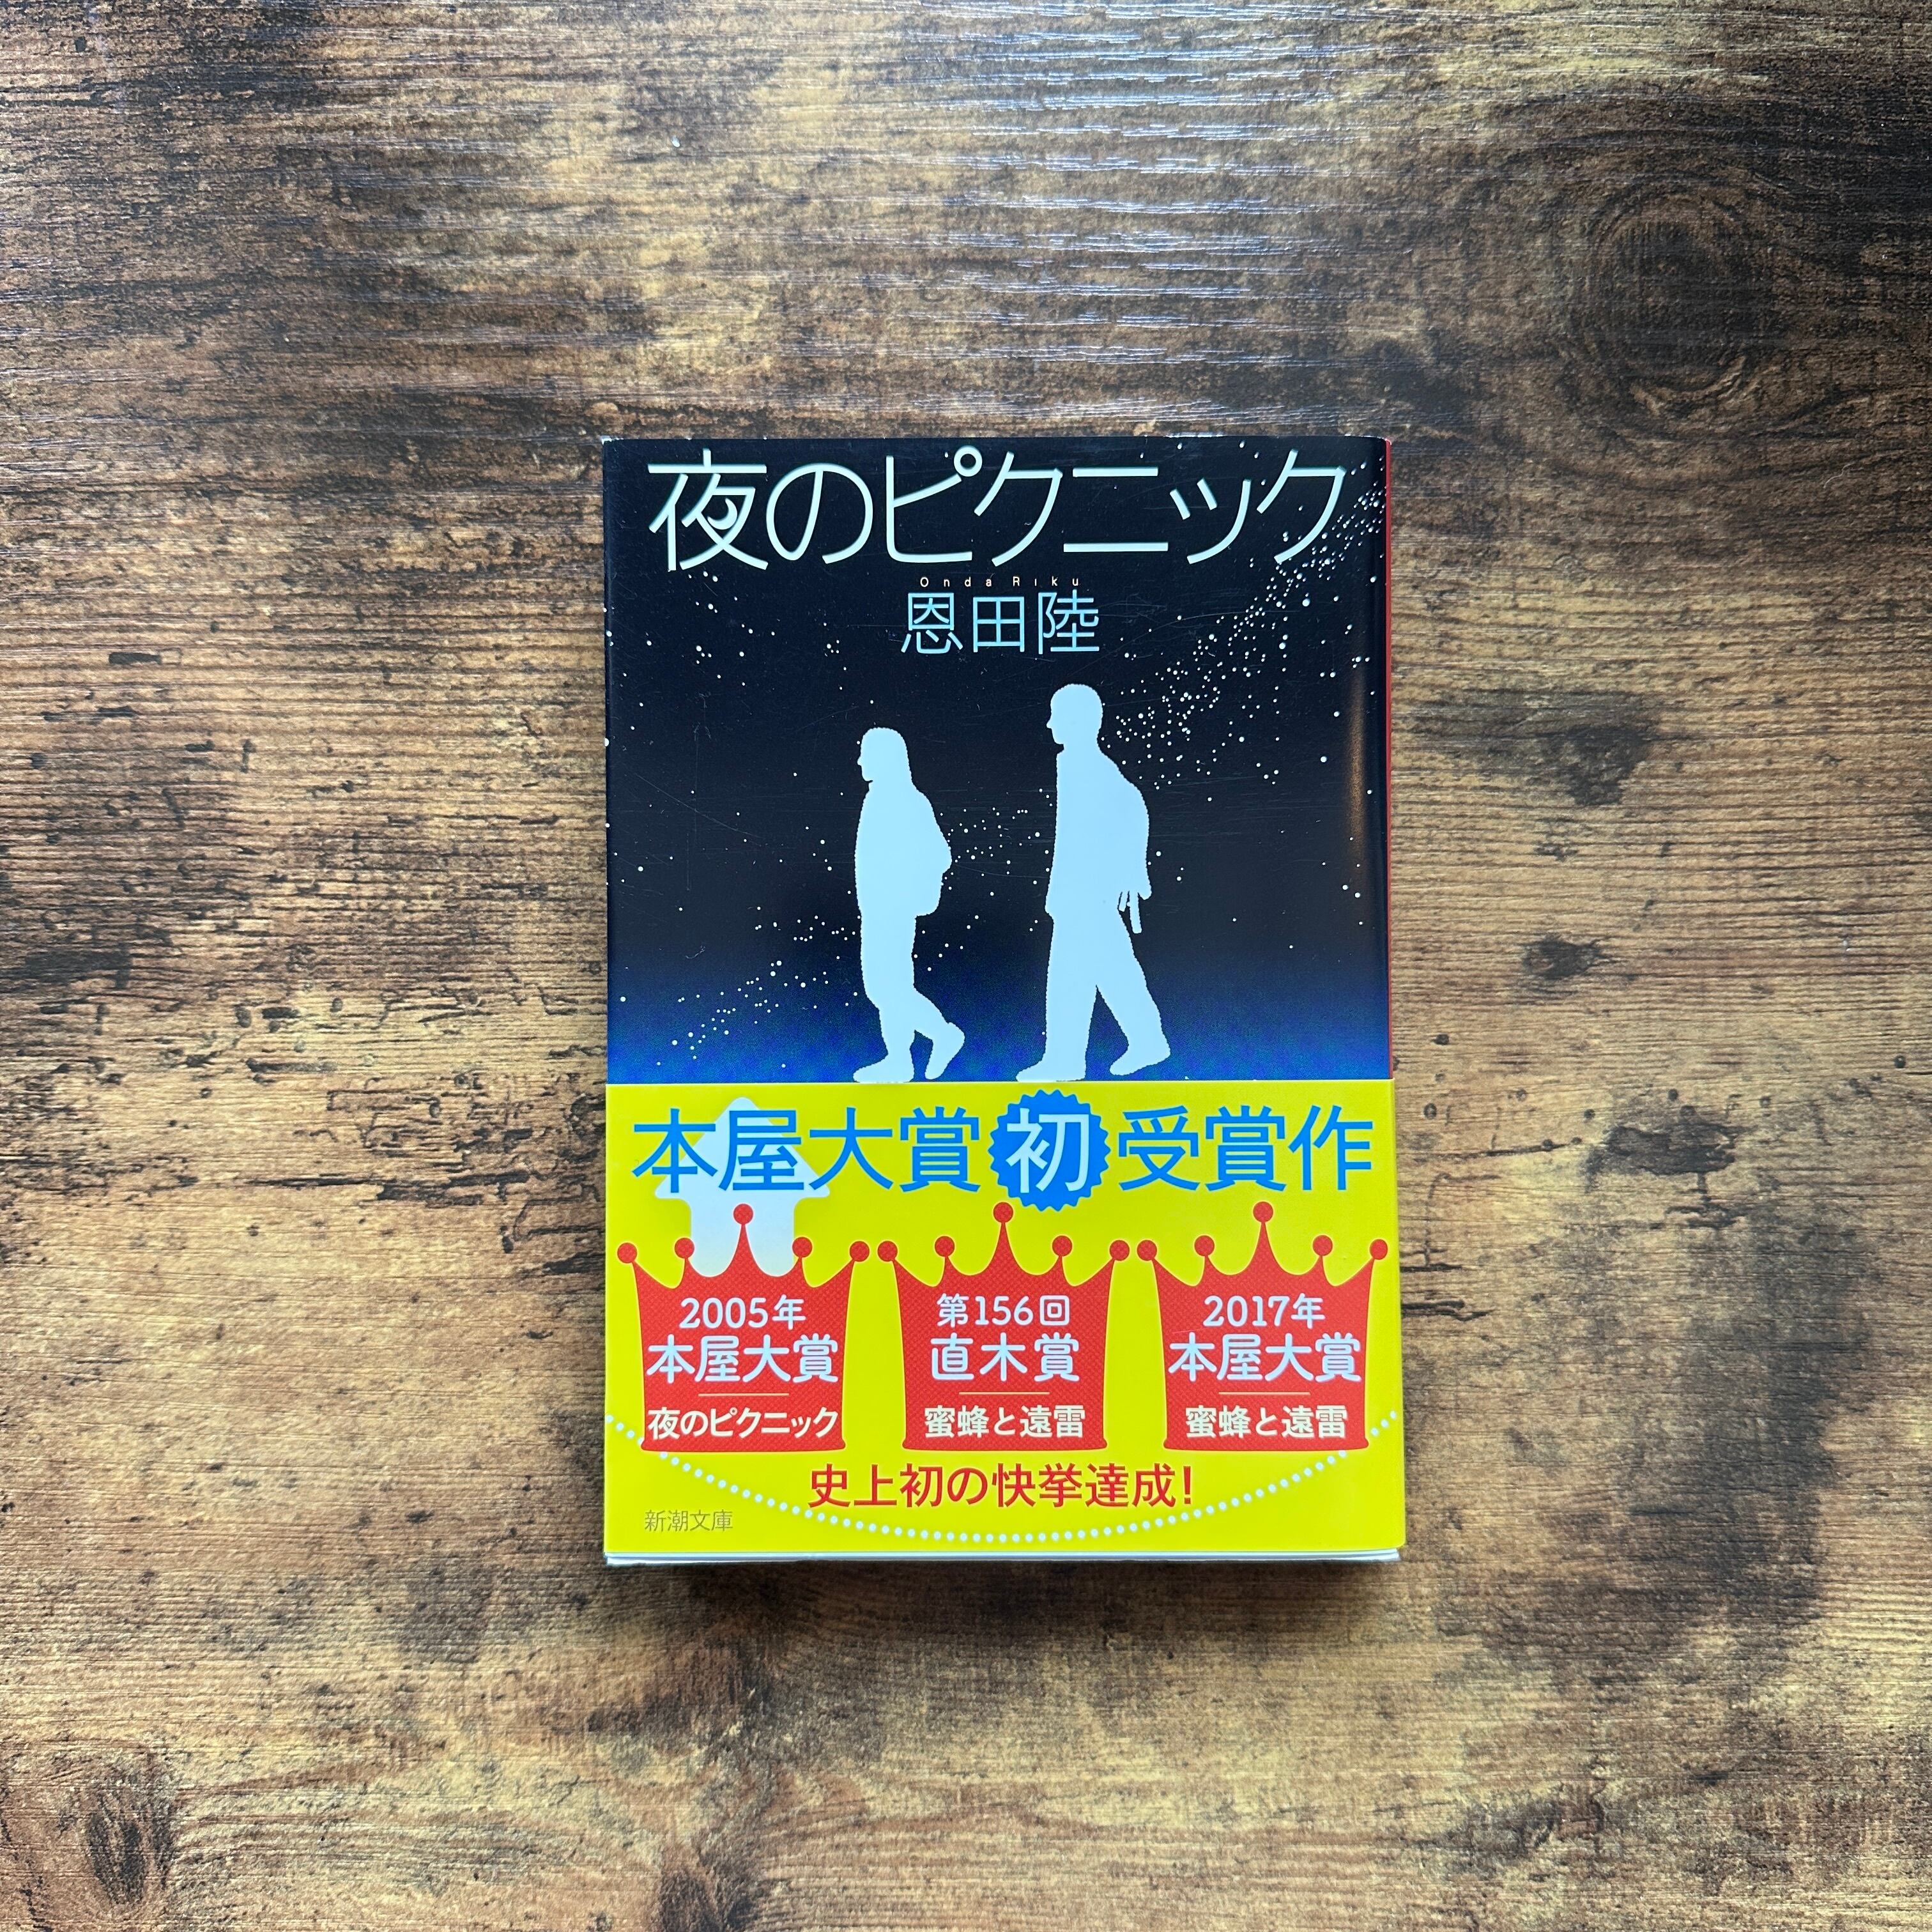 夜のピクニック
Onda Riku
恩田陸
本屋大賞初受賞作
2005年
本屋大賞
夜のピクニック
第156回
直木賞
蜜蜂と遠雷
2017年
本屋大賞
蜜蜂と遠雷
史上初の快挙達成!
新潮文庫